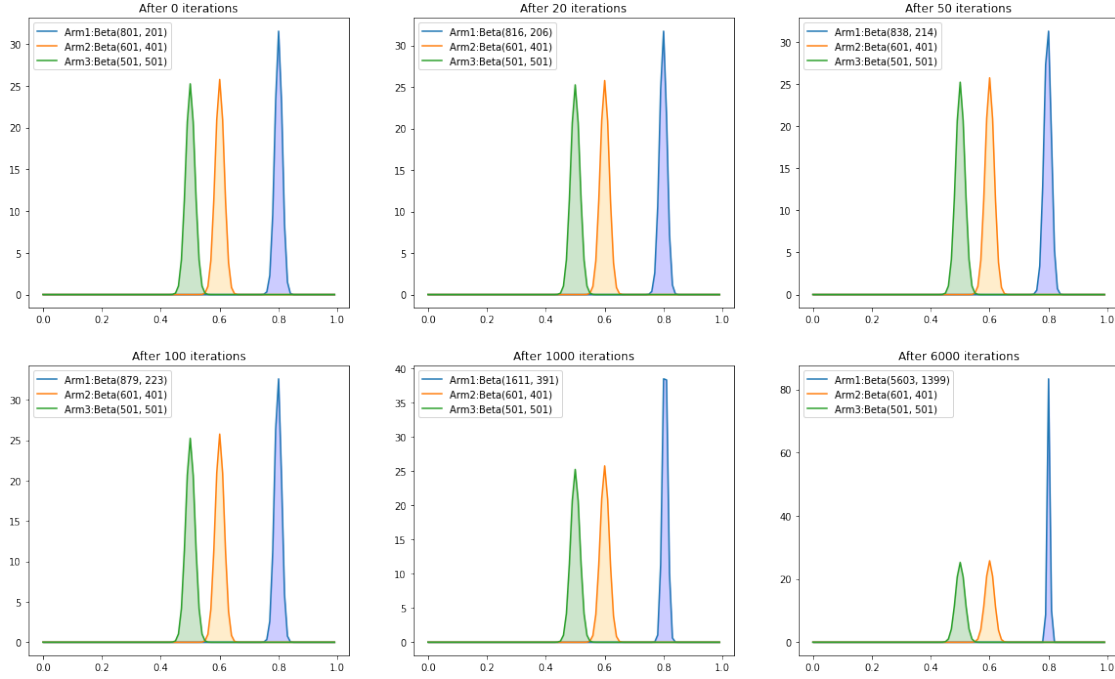 After 0 iterations
Arm1:Beta(801, 201)
Arm2:Beta(601, 401)
Arm3:Beta(501, 501)
30
25
20
15
10
5
0
0.0 0.2 0.4 0.6 0.8 1.0
After 20 iterations
Arm1:Beta(816, 206)
Arm2:Beta(601, 401)
Arm3:Beta(501, 501)
30
25
20
15
10
5
0
0.0 0.2 0.4 0.6 0.8 1.0
After 50 iterations
Arm1:Beta(838, 214)
Arm2:Beta(601, 401)
Arm3:Beta(501, 501)
30
25
20
15
10
5
0
0.0 0.2 0.4 0.6 0.8 1.0
After 100 iterations
Arm1:Beta(879, 223)
Arm2:Beta(601, 401)
Arm3:Beta(501, 501)
30
25
20
15
10
5
0
0.0 0.2 0.4 0.6 0.8 1.0
After 1000 iterations
Arm1:Beta(1611, 391)
Arm2:Beta(601, 401)
Arm3:Beta(501, 501)
40
35
30
25
20
15
10
5
0
0.0 0.2 0.4 0.6 0.8 1.0
After 6000 iterations
Arm1:Beta(5603, 1399)
Arm2:Beta(601, 401)
Arm3:Beta(501, 501)
80
60
40
20
0
0.0 0.2 0.4 0.6 0.8 1.0